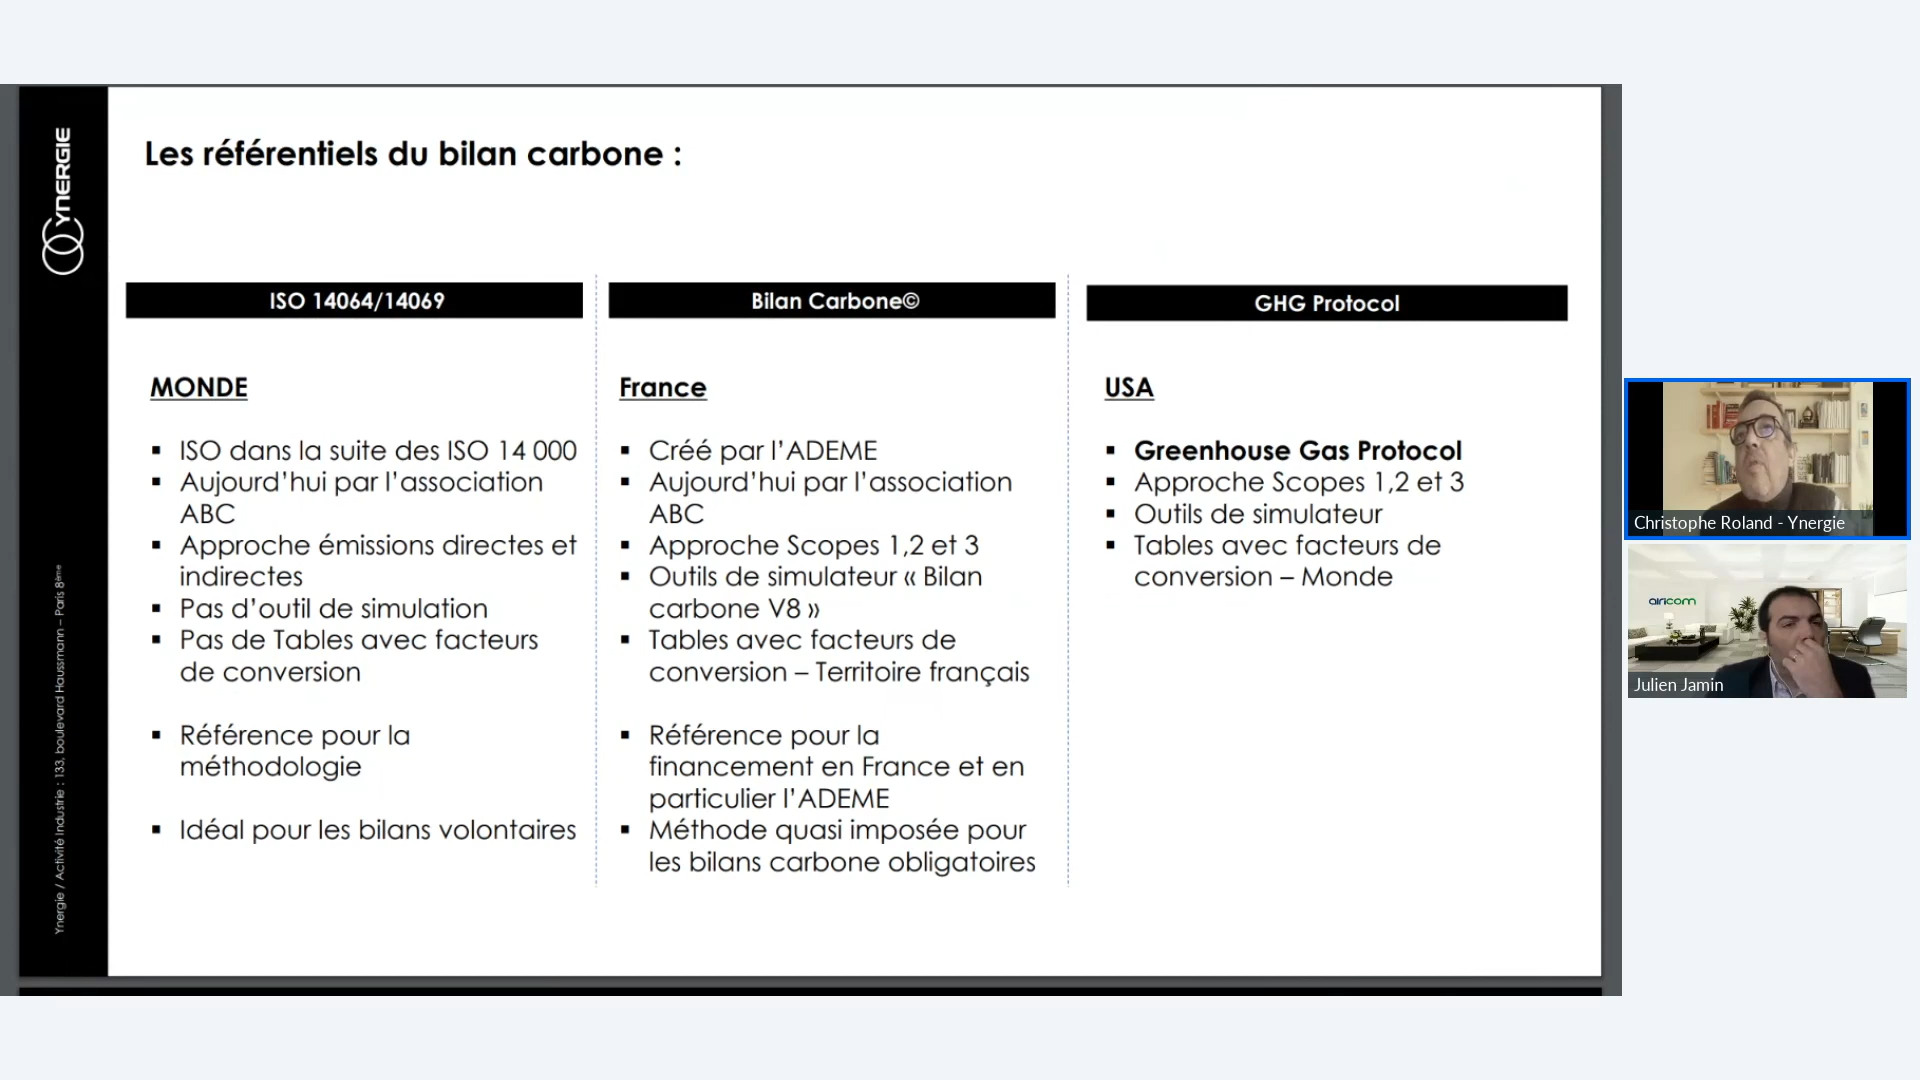 YNERGIE
Ynergie / Activité Industrie : 133, boulevard Haussmann – Paris 8ème
Les référentiels du bilan carbone :
ISO 14064/14069
MONDE
▪ ISO dans la suite des ISO 14 000
▪ Aujourd’hui par l’association
ABC
▪ Approche émissions directes et
indirectes
▪ Pas d’outil de simulation
▪ Pas de Tables avec facteurs
de conversion
▪ Référence pour la
méthodologie
▪ Idéal pour les bilans volontaires
Bilan Carbone©
France
▪ Créé par l’ADEME
▪ Aujourd’hui par l’association
ABC
▪ Approche Scopes 1,2 et 3
▪ Outils de simulateur « Bilan
carbone V8 »
▪ Tables avec facteurs de
conversion – Territoire français
▪ Référence pour la
financement en France et en
particulier l’ADEME
▪ Méthode quasi imposée pour
les bilans carbone obligatoires
GHG Protocol
USA
▪ Greenhouse Gas Protocol
▪ Approche Scopes 1,2 et 3
▪ Outils de simulateur
▪ Tables avec facteurs de
conversion – Monde
Christophe Roland - Ynergie
airicom
Julien Jamin